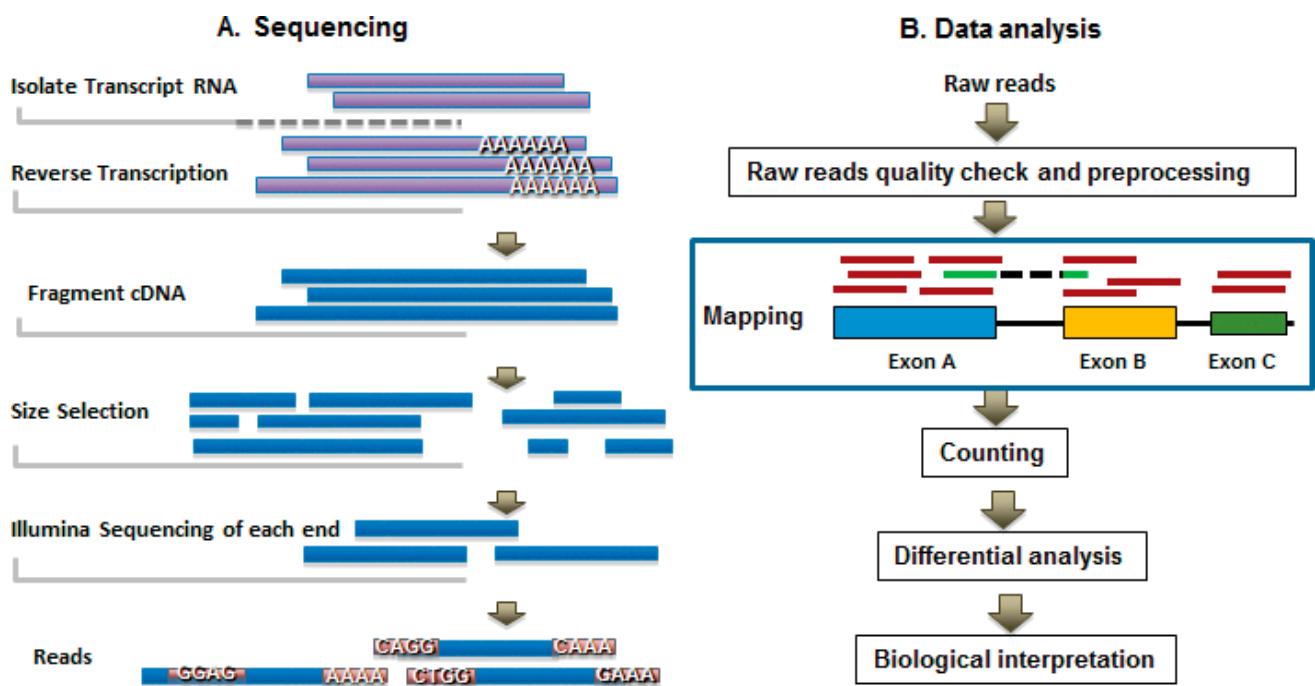 A. Sequencing
Isolate Transcript RNA
AAAAAA
Reverse Transcription
AAAAAA
AAAAAA
Fragment cDNA
Size Selection
Illumina Sequencing of each end
Reads
CAGG CAAA
GGAG AAAA CTGG GAAA
B. Data analysis
Raw reads
Raw reads quality check and preprocessing
Mapping
Exon A Exon B Exon C
Counting
Differential analysis
Biological interpretation